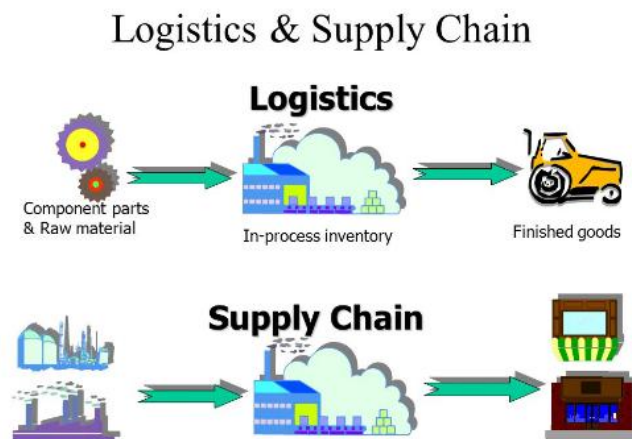 Logistics & Supply Chain
Logistics
Component parts
& Raw material
In-process inventory
Finished goods
Supply Chain